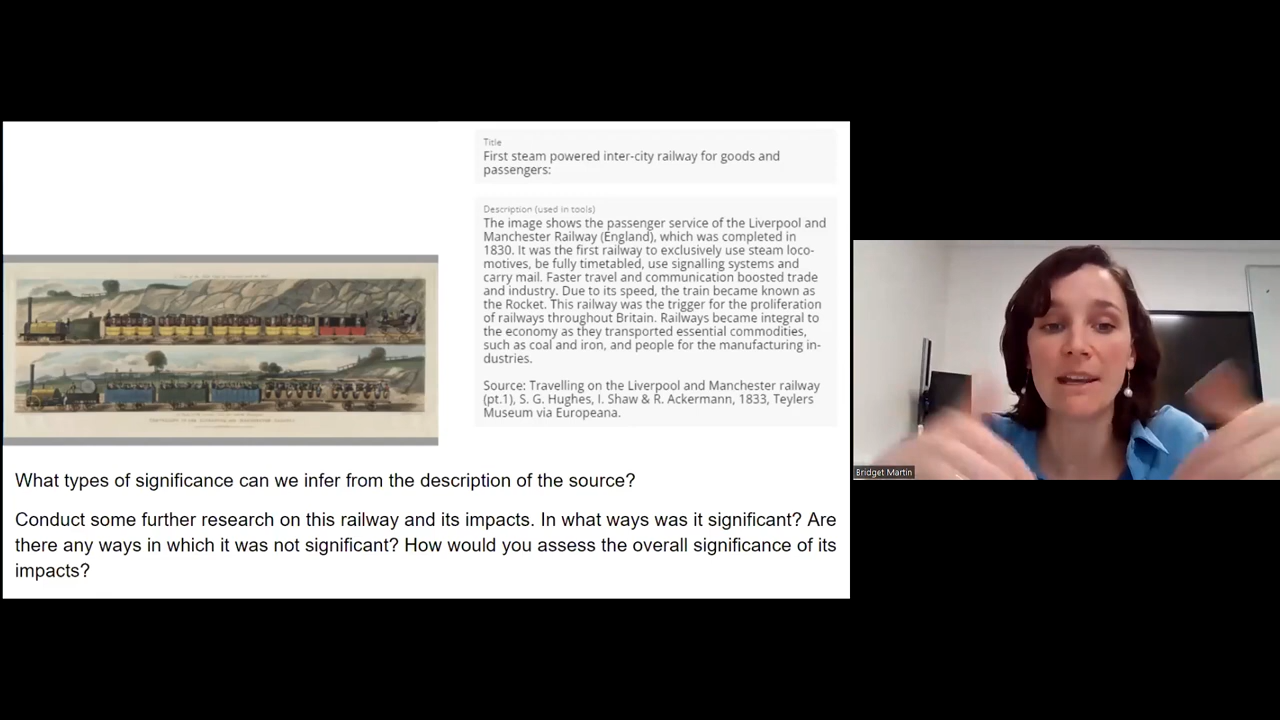 Title
First steam powered inter-city railway for goods and
passengers:
Description (used in tools)
The image shows the passenger service of the Liverpool and
Manchester Railway (England), which was completed in
1830. It was the first railway to exclusively use steam loco-
motives, be fully timetabled, use signalling systems and
carry mail. Faster travel and communication boosted trade
and industry. Due to its speed, the train became known as
the Rocket. This railway was the trigger for the proliferation
of railways throughout Britain. Railways became integral to
the economy as they transported essential commodities,
such as coal and iron, and people for the manufacturing in-
dustries.
Source: Travelling on the Liverpool and Manchester railway
(pt.1), S. G. Hughes, I. Shaw & R. Ackermann, 1833, Teylers
Museum via Europeana.
What types of significance can we infer from the description of the source?
Conduct some further research on this railway and its impacts. In what ways was it significant? Are
there any ways in which it was not significant? How would you assess the overall significance of its
impacts?
Bridget Martin